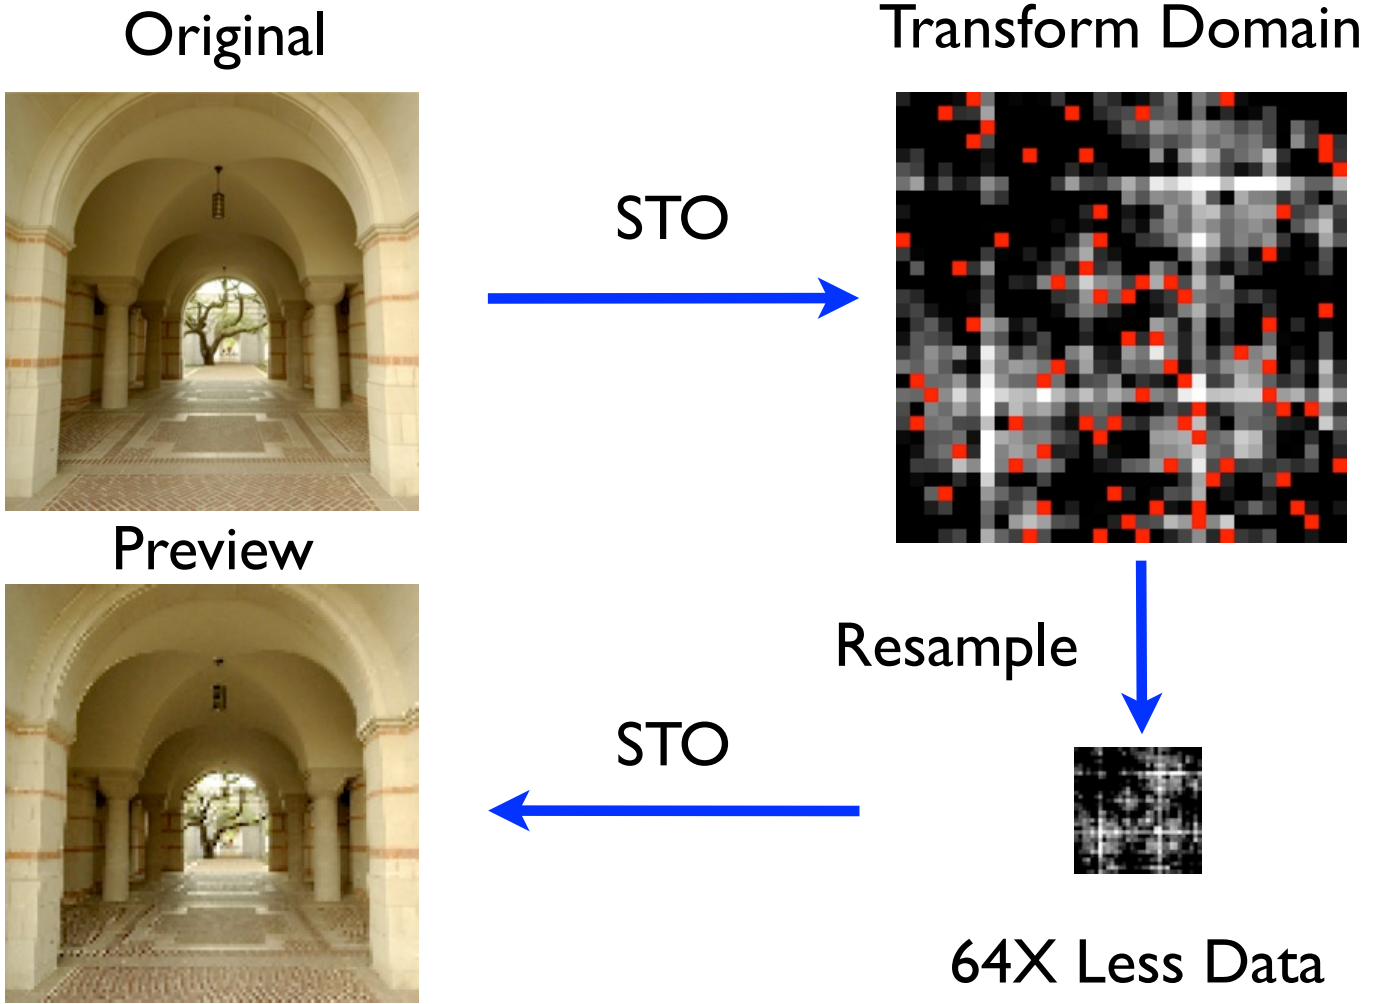 Original
Transform Domain
STO
Preview
Resample
STO
64X Less Data